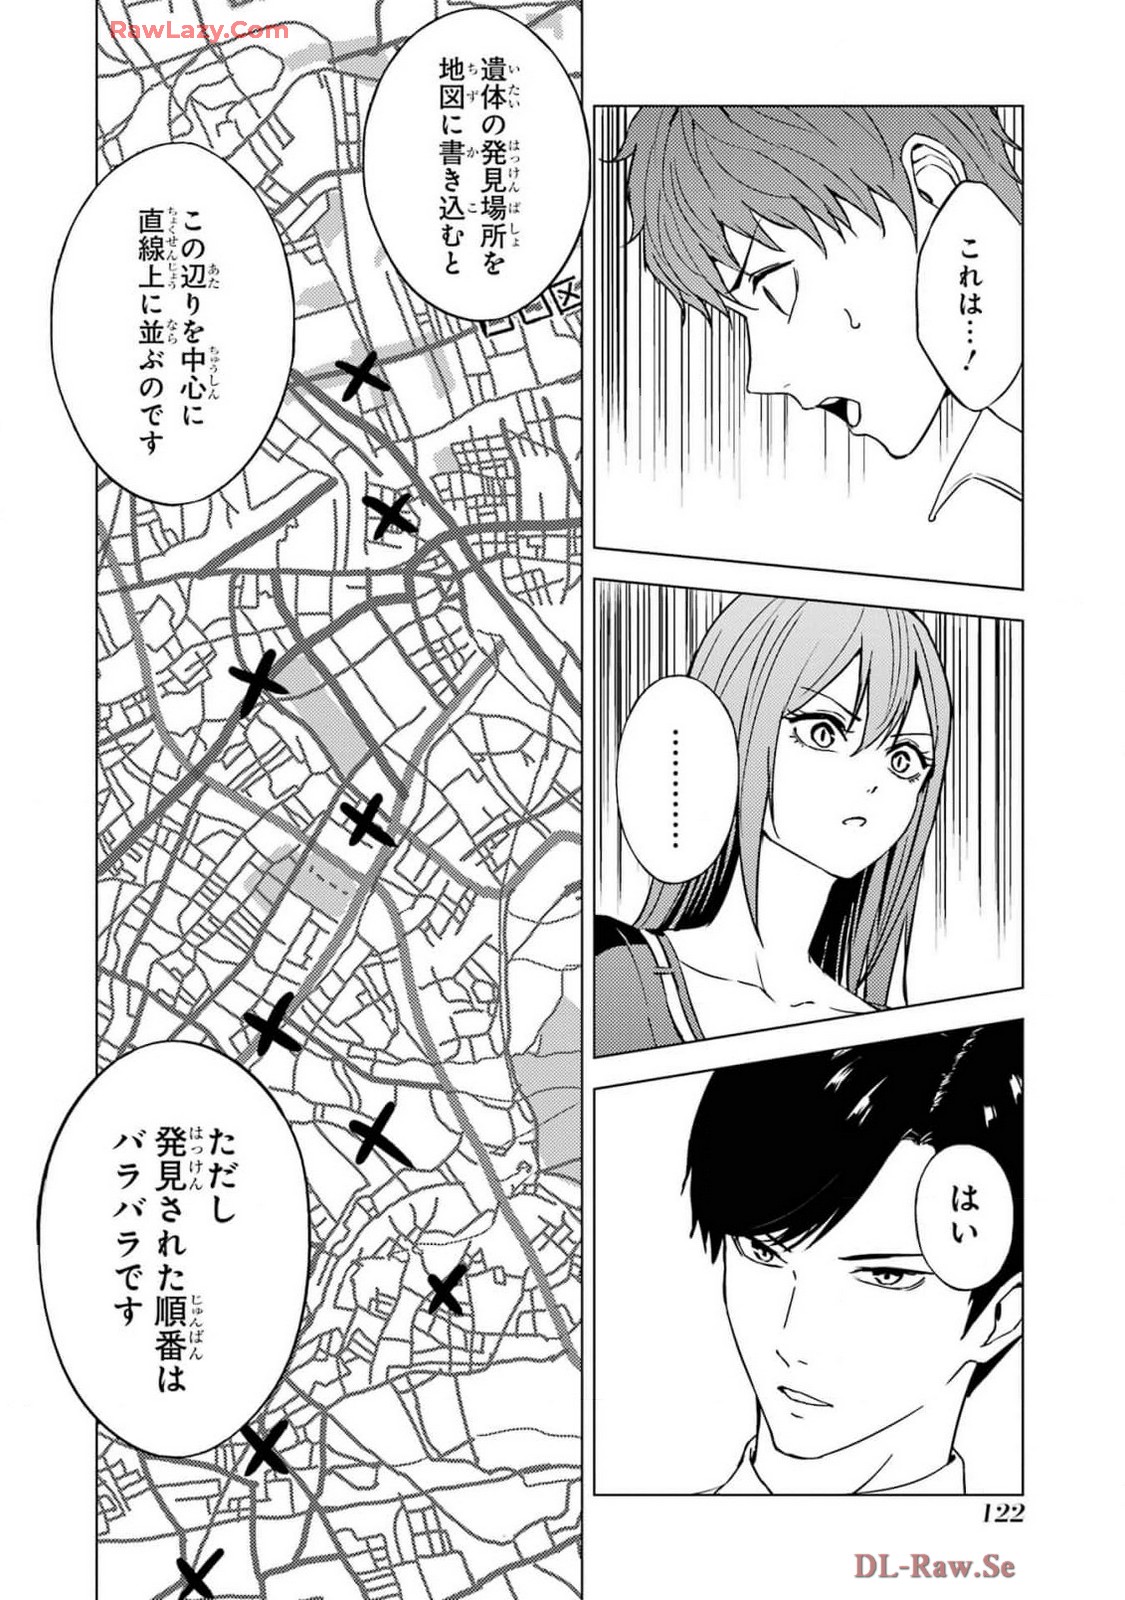 RawLazy.Com
これは…！
…………
はい
遺体の発見場所を
地図に書き込むと
この辺りを中心に
直線上に並ぶのです
ただし
発見された順番は
バラバラです
122
DL-Raw.Se